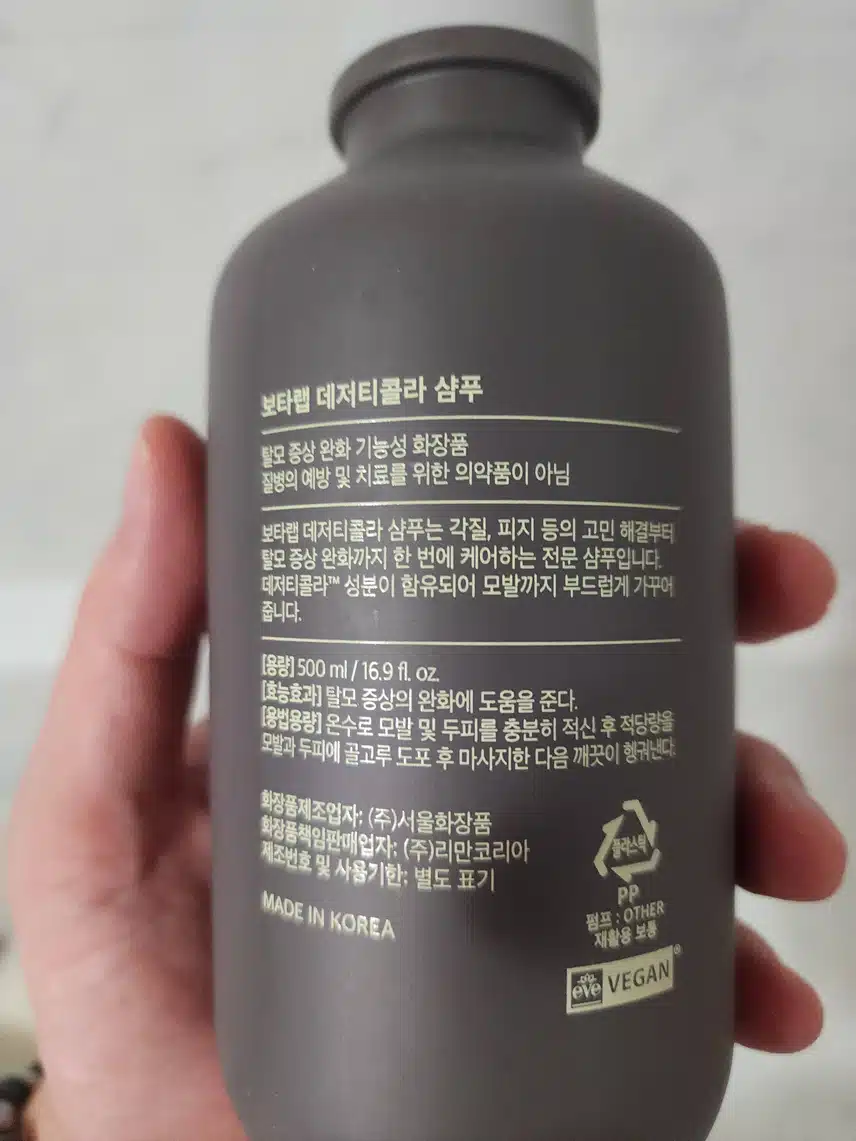 보타랩 데저티콜라 샴푸
탈모 증상 완화 기능성 화장품
질병의 예방 및 치료를 위한 의약품이 아님
보타랩 데저티콜라 샴푸는 각질, 피지 등의 고민 해결부터
탈모 증상 완화까지 한 번에 케어하는 전문 샴푸입니다.
데저티콜라™ 성분이 함유되어 모발까지 부드럽게 가꾸어
줍니다.
[용량] 500 ml / 16.9 fl. oz.
[효능효과] 탈모 증상의 완화에 도움을 준다.
[용법용량] 온수로 모발 및 두피를 충분히 적신 후 적당량을
모발과 두피에 골고루 도포 후 마사지한 다음 깨끗이 헹궈낸다.
화장품제조업자: (주)서울화장품
화장품책임판매업자: (주)리만코리아
제조번호 및 사용기한: 별도 표기
MADE IN KOREA
플라스틱
PP
펌프 : OTHER
재활용 보통
eve VEGAN®